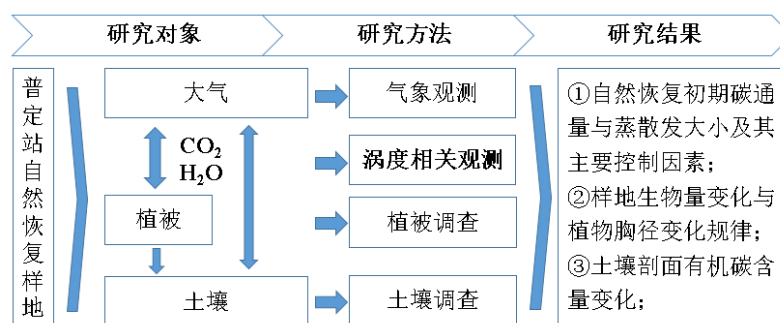 研究对象
研究方法
研究结果
普定站自然恢复样地
大气
CO₂
H₂O
植被
土壤
气象观测
涡度相关观测
植被调查
土壤调查
①自然恢复初期碳通
量与蒸散发大小及其
主要控制因素；
②样地生物量变化与
植物胸径变化规律；
③土壤剖面有机碳含
量变化；